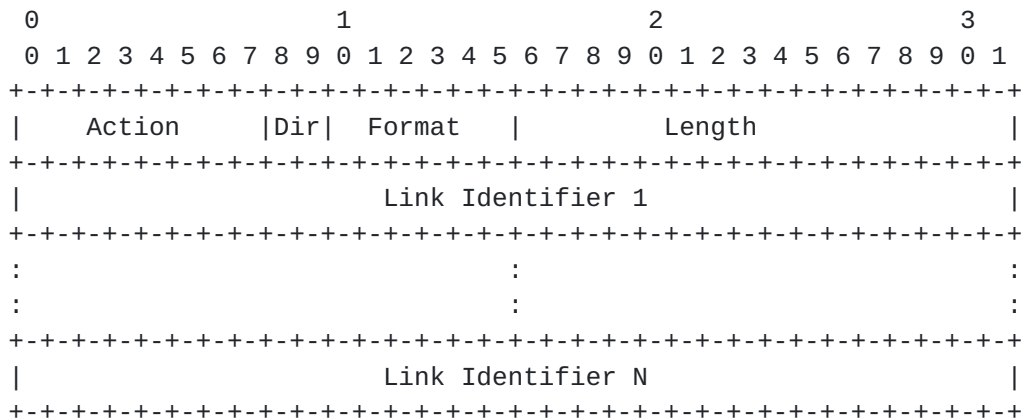 0                   1                   2                   3
 0 1 2 3 4 5 6 7 8 9 0 1 2 3 4 5 6 7 8 9 0 1 2 3 4 5 6 7 8 9 0 1
+-+-+-+-+-+-+-+-+-+-+-+-+-+-+-+-+-+-+-+-+-+-+-+-+-+-+-+-+-+-+-+-+
|    Action     |Dir|  Format   |         Length                |
+-+-+-+-+-+-+-+-+-+-+-+-+-+-+-+-+-+-+-+-+-+-+-+-+-+-+-+-+-+-+-+-+
|                       Link Identifier 1                       |
+-+-+-+-+-+-+-+-+-+-+-+-+-+-+-+-+-+-+-+-+-+-+-+-+-+-+-+-+-+-+-+-+
:                               :                               :
:                               :                               :
+-+-+-+-+-+-+-+-+-+-+-+-+-+-+-+-+-+-+-+-+-+-+-+-+-+-+-+-+-+-+-+-+
|                       Link Identifier N                       |
+-+-+-+-+-+-+-+-+-+-+-+-+-+-+-+-+-+-+-+-+-+-+-+-+-+-+-+-+-+-+-+-+